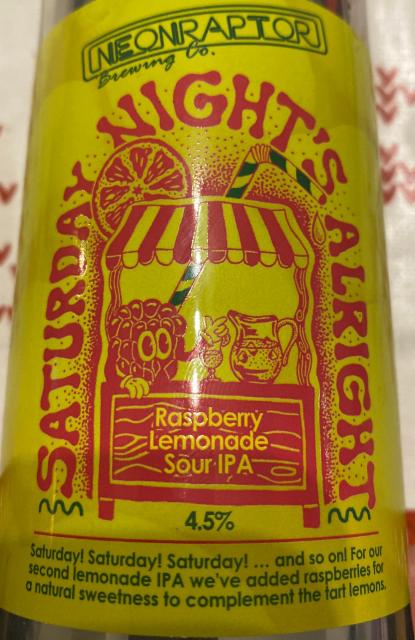 NEONRAPTOR
Brewing Co.
SATURDAY NIGHT'S ALRIGHT
Raspberry
Lemonade
Sour IPA
4.5%
Saturday! Saturday! Saturday! ... and so on! For our
second lemonade IPA we've added raspberries for
a natural sweetness to complement the tart lemons.